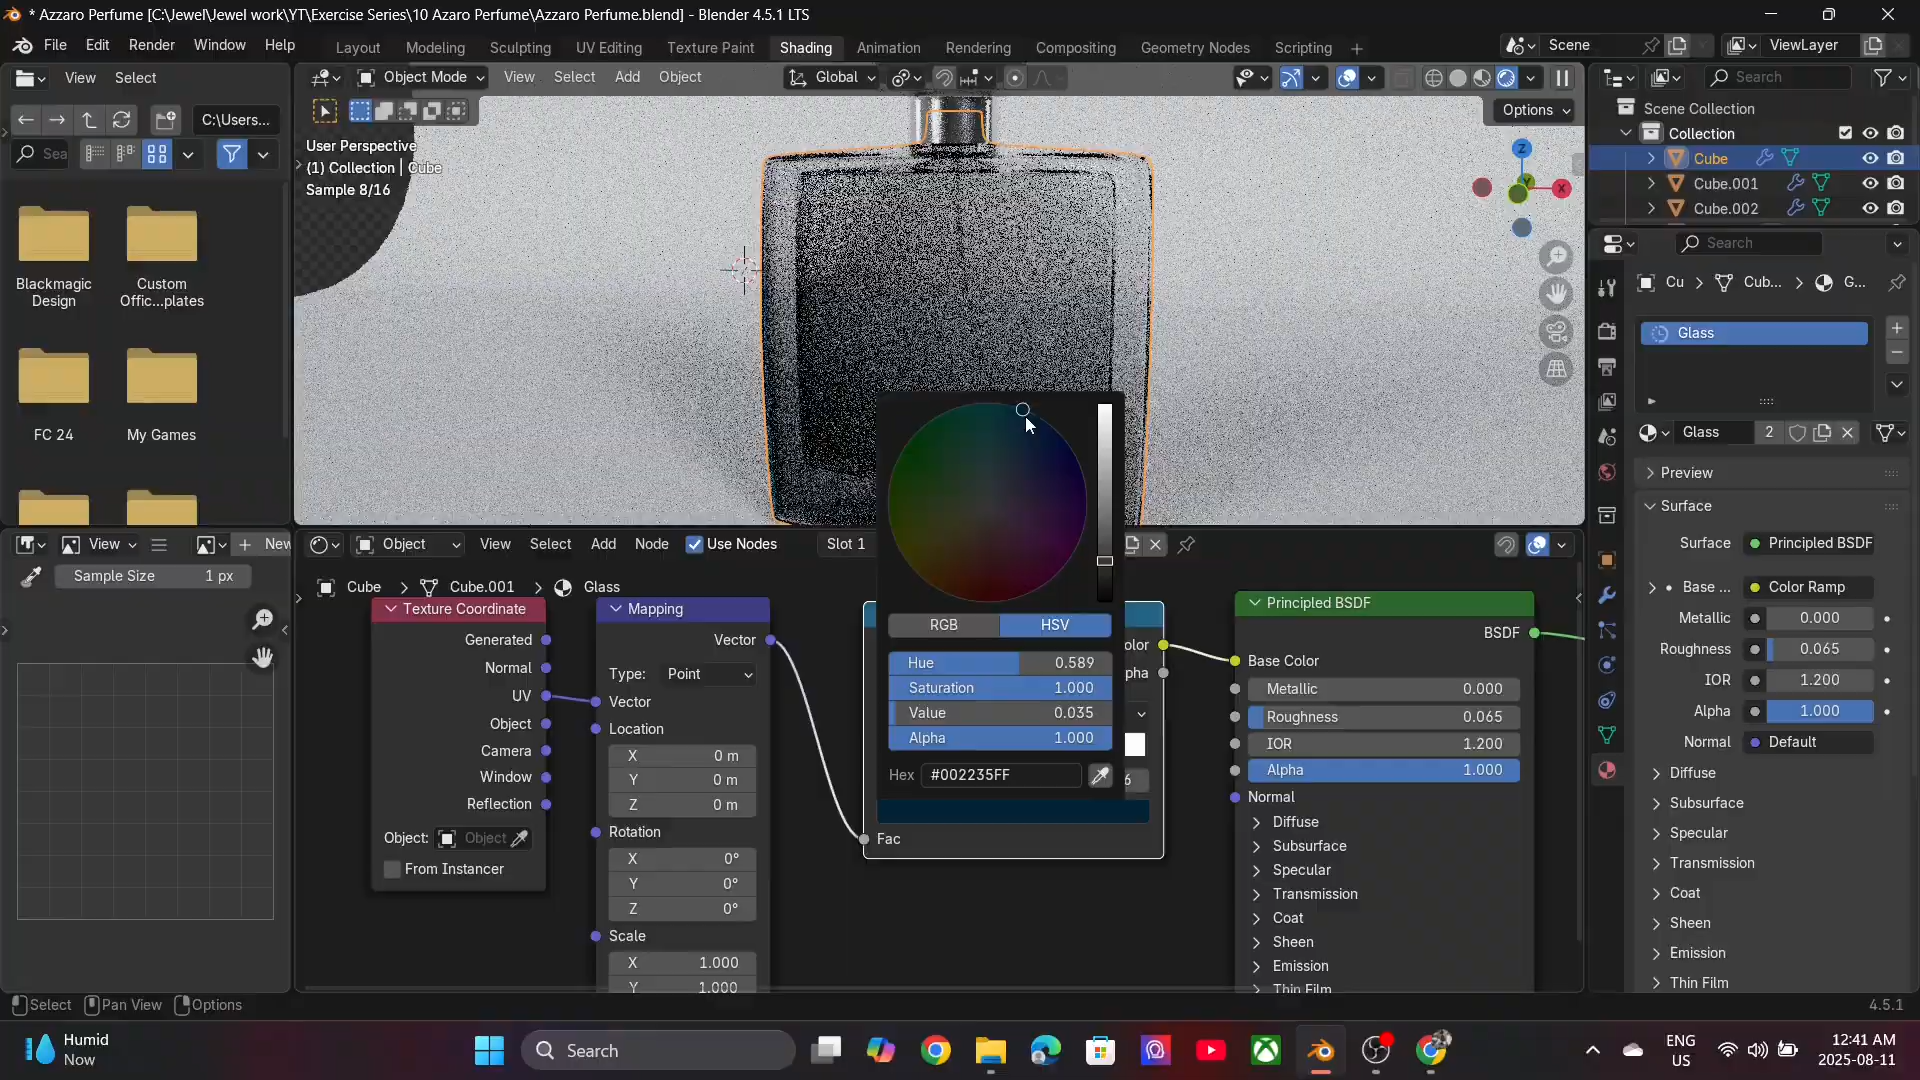 * Azzaro Perfume [C:\Jewel\Jewel work\YT\Exercise Series\10 Azaro Perfume\Azzaro Perfume.blend] - Blender 4.5.1 LTS
File Edit Render Window Help Layout Modeling Sculpting UV Editing Texture Paint Shading Animation Rendering Compositing Geometry Nodes Scripting + Scene ViewLayer
View Select Object Mode View Select Add Object Global Search
Options
C:\Users...
Sea
User Perspective
(1) Collection | Cube
Sample 8/16
Scene Collection
Collection
Cube
Cube.001
Cube.002
Z
Y
X
Search
Cu > Cub... > G...
Blackmagic Design
Custom Offic...plates
FC 24
My Games
Glass
Glass 2
Preview
Surface
Surface Principled BSDF
Base ... Color Ramp
Metallic 0.000
Roughness 0.065
IOR 1.200
Alpha 1.000
Normal Default
Diffuse
Subsurface
Specular
Transmission
Coat
Sheen
Emission
Thin Film
View New
Sample Size 1 px
Object View Select Add Node Use Nodes Slot 1
Cube > Cube.001 > Glass
Texture Coordinate
Generated
Normal
UV
Object
Camera
Window
Reflection
Object: Object
From Instancer
Mapping
Vector
Type: Point
Vector
Location
X 0 m
Y 0 m
Z 0 m
Rotation
X 0°
Y 0°
Z 0°
Scale
X 1.000
Y 1.000
RGB HSV
Hue 0.589
Saturation 1.000
Value 0.035
Alpha 1.000
Hex #002235FF
olor
pha
6
Fac
Principled BSDF
BSDF
Base Color
Metallic 0.000
Roughness 0.065
IOR 1.200
Alpha 1.000
Normal
Diffuse
Subsurface
Specular
Transmission
Coat
Sheen
Emission
Thin Film
Select Pan View Options 4.5.1
Humid
Now
Search
ENG
US
12:41 AM
2025-08-11